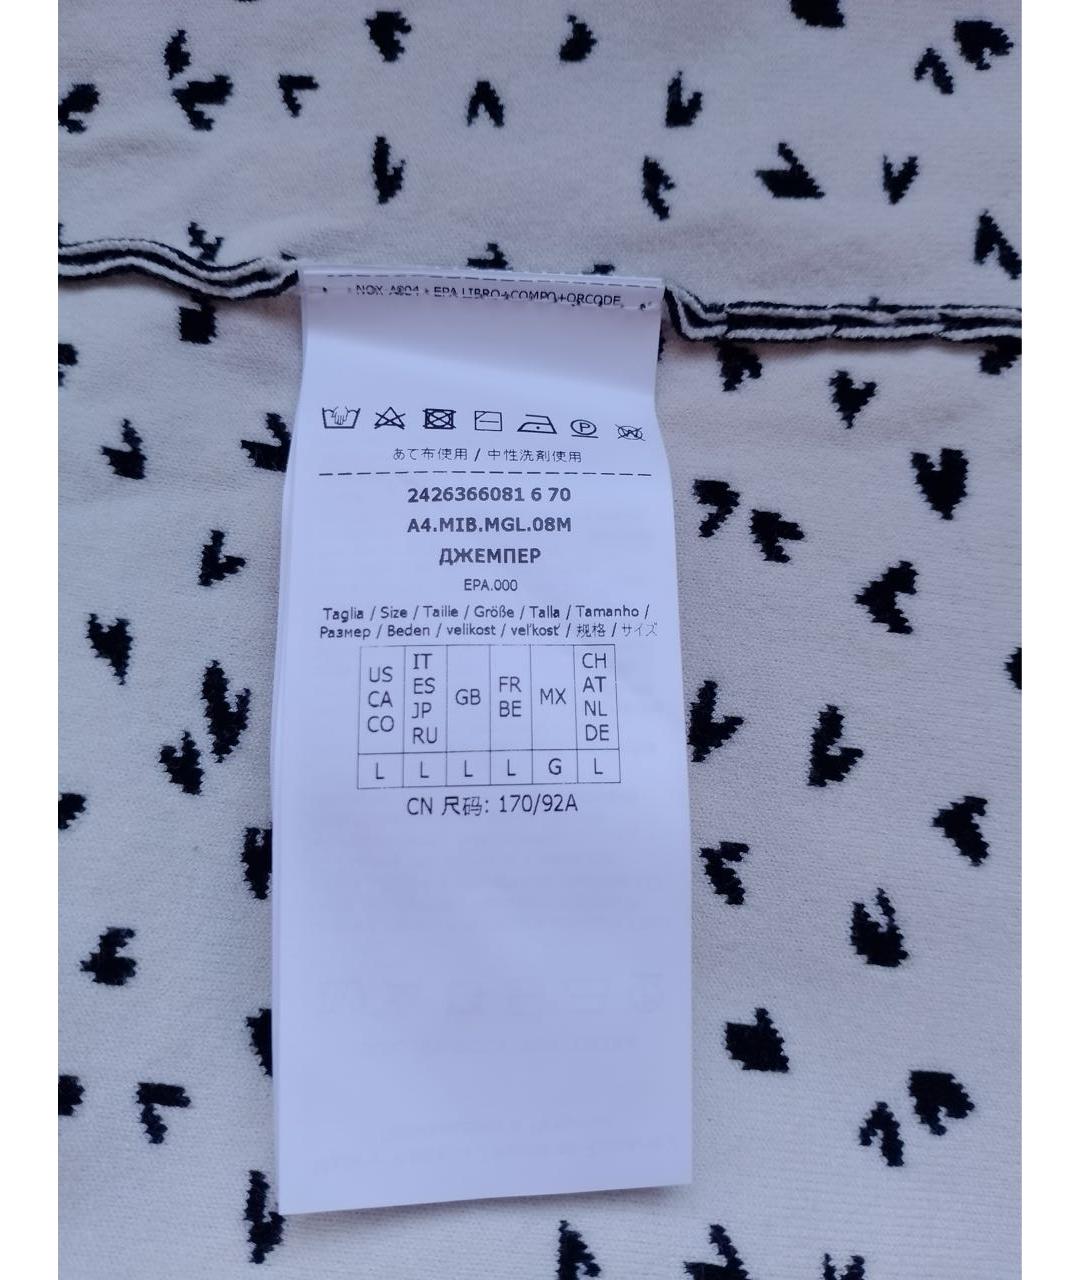 NOX A004 + EPA LIBRO+COMPO+QRCODE
P
W
あて布使用 / 中性洗剤使用
2426366081 6 70
A4.MIB.MGL.08M
ДЖЕМПЕР
EPA.000
Taglia / Size / Taille / Größe / Talla / Tamanho /
Размер / Beden / velikost / veľkosť / 规格 / サイズ
US CA CO IT ES JP RU GB FR BE MX CH AT NL DE
L L L L G L
CN 尺码: 170/92A